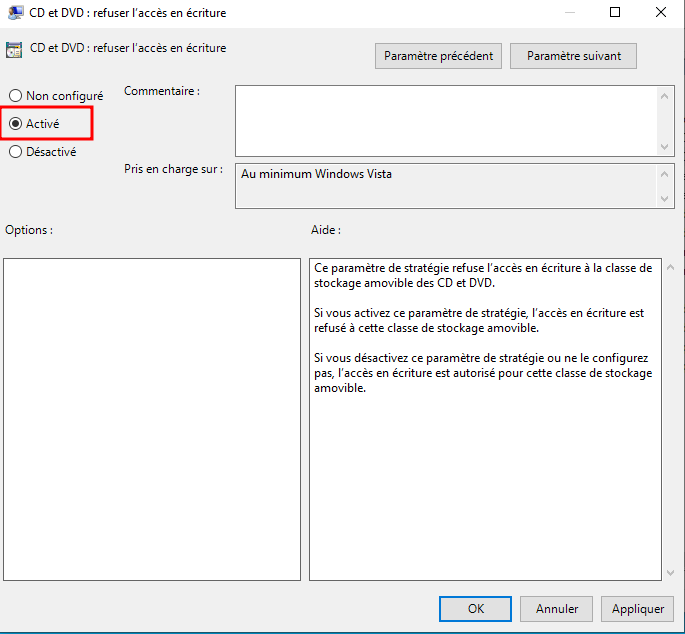 CD et DVD : refuser l'accès en écriture
CD et DVD : refuser l'accès en écriture
Paramètre précédent
Paramètre suivant
Non configuré
Commentaire :
Activé
Désactivé
Pris en charge sur :
Au minimum Windows Vista
Options :
Aide :
Ce paramètre de stratégie refuse l'accès en écriture à la classe de
stockage amovible des CD et DVD.
Si vous activez ce paramètre de stratégie, l'accès en écriture est
refusé à cette classe de stockage amovible.
Si vous désactivez ce paramètre de stratégie ou ne le configurez
pas, l'accès en écriture est autorisé pour cette classe de stockage
amovible.
OK
Annuler
Appliquer